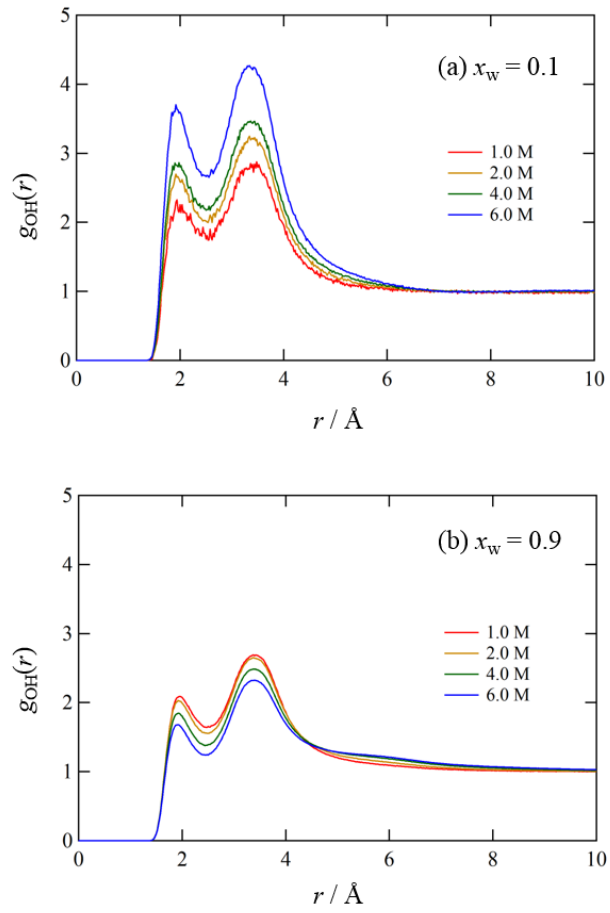 5
(a) xw = 0.1
4
1.0 M
2.0 M
4.0 M
6.0 M
3
gOH(r)
2
1
0
0 2 4 6 8 10
r / Å
5
(b) xw = 0.9
4
1.0 M
2.0 M
4.0 M
6.0 M
3
gOH(r)
2
1
0
0 2 4 6 8 10
r / Å